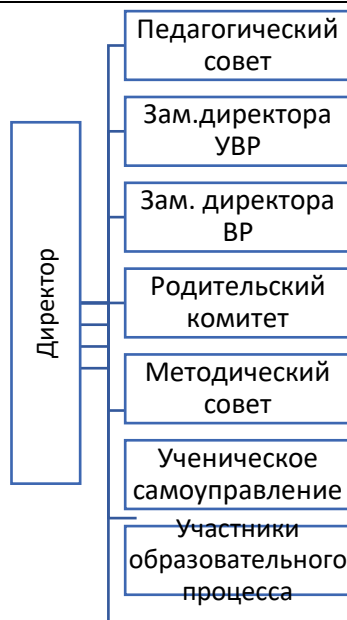 Директор
Педагогический
совет
Зам.директора
УВР
Зам. директора
ВР
Родительский
комитет
Методический
совет
Ученическое
самоуправление
Участники
образовательного
процесса